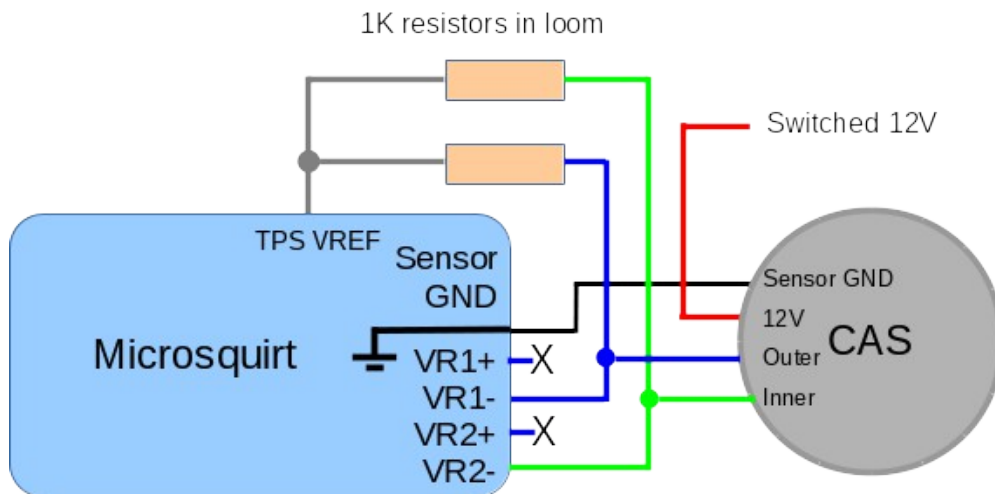 1K resistors in loom
Switched 12V
TPS VREF
Sensor
GND
Microsquirt
VR1+
X
VR1-
VR2+
X
VR2-
Sensor GND
12V
CAS
Outer
Inner